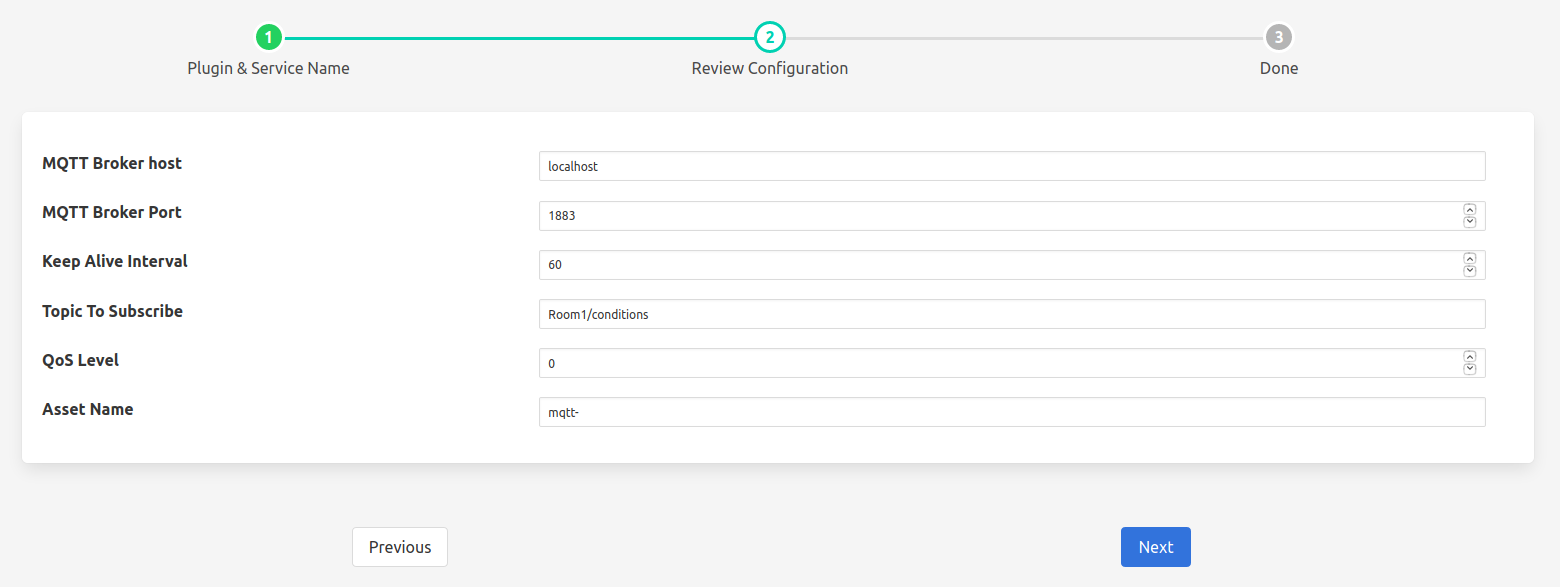 1 2 3
Plugin & Service Name Review Configuration Done
MQTT Broker host localhost
MQTT Broker Port 1883
Keep Alive Interval 60
Topic To Subscribe Room1/conditions
QoS Level 0
Asset Name mqtt-
Previous Next